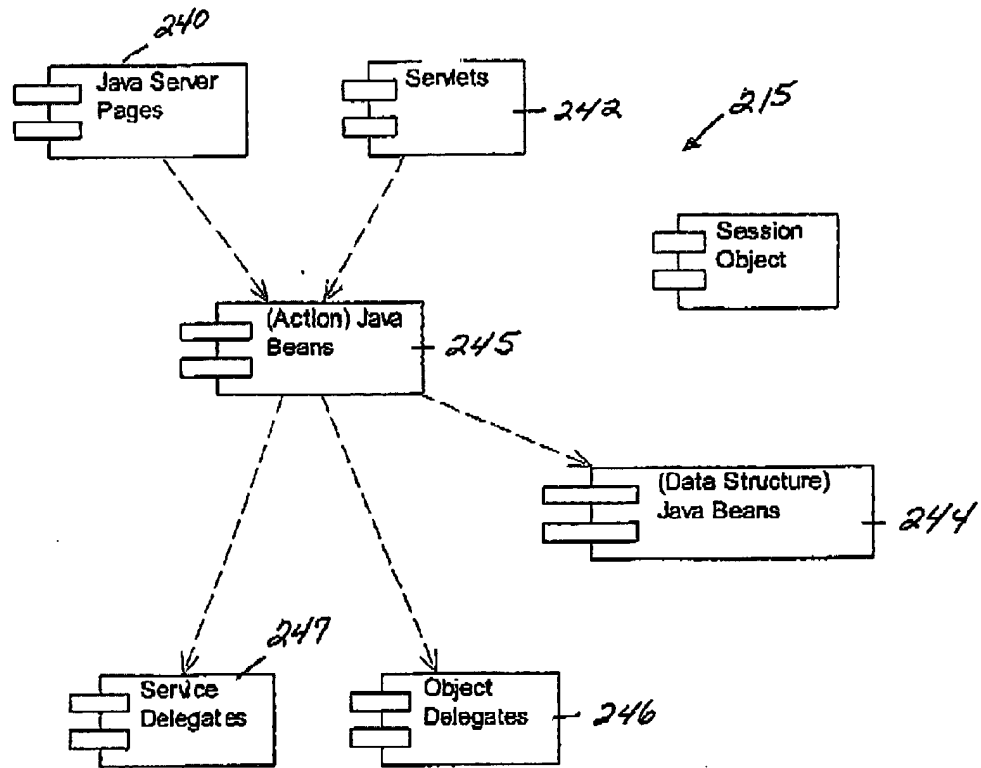 240
Java Server
Pages
Servlets
242
215
Session
Object
(Action) Java
Beans
245
(Data Structure)
Java Beans
244
247
Service
Delegates
Object
Delegates
246